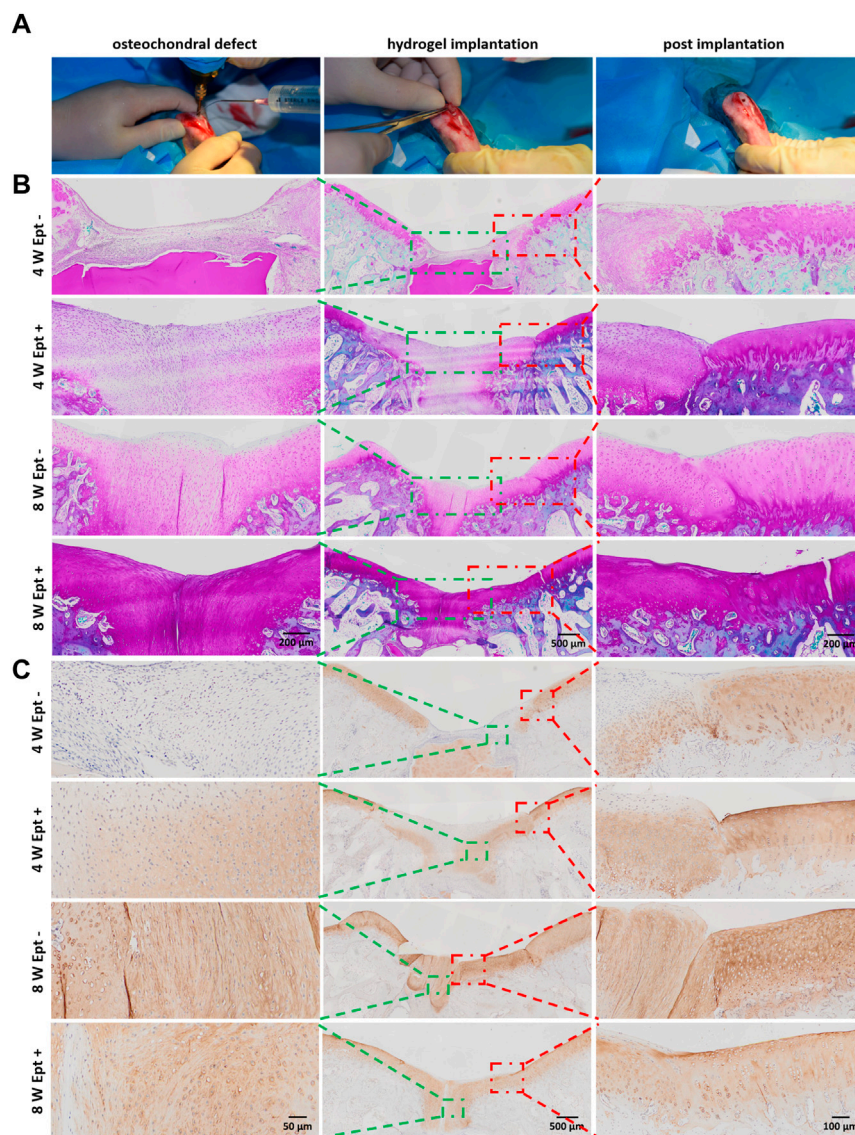 A
osteochondral defect
hydrogel implantation
post implantation
B
4 W Ept -
4 W Ept +
8 W Ept -
8 W Ept +
200 µm
500 µm
200 µm
C
4 W Ept -
4 W Ept +
8 W Ept -
8 W Ept +
50 µm
500 µm
100 µm